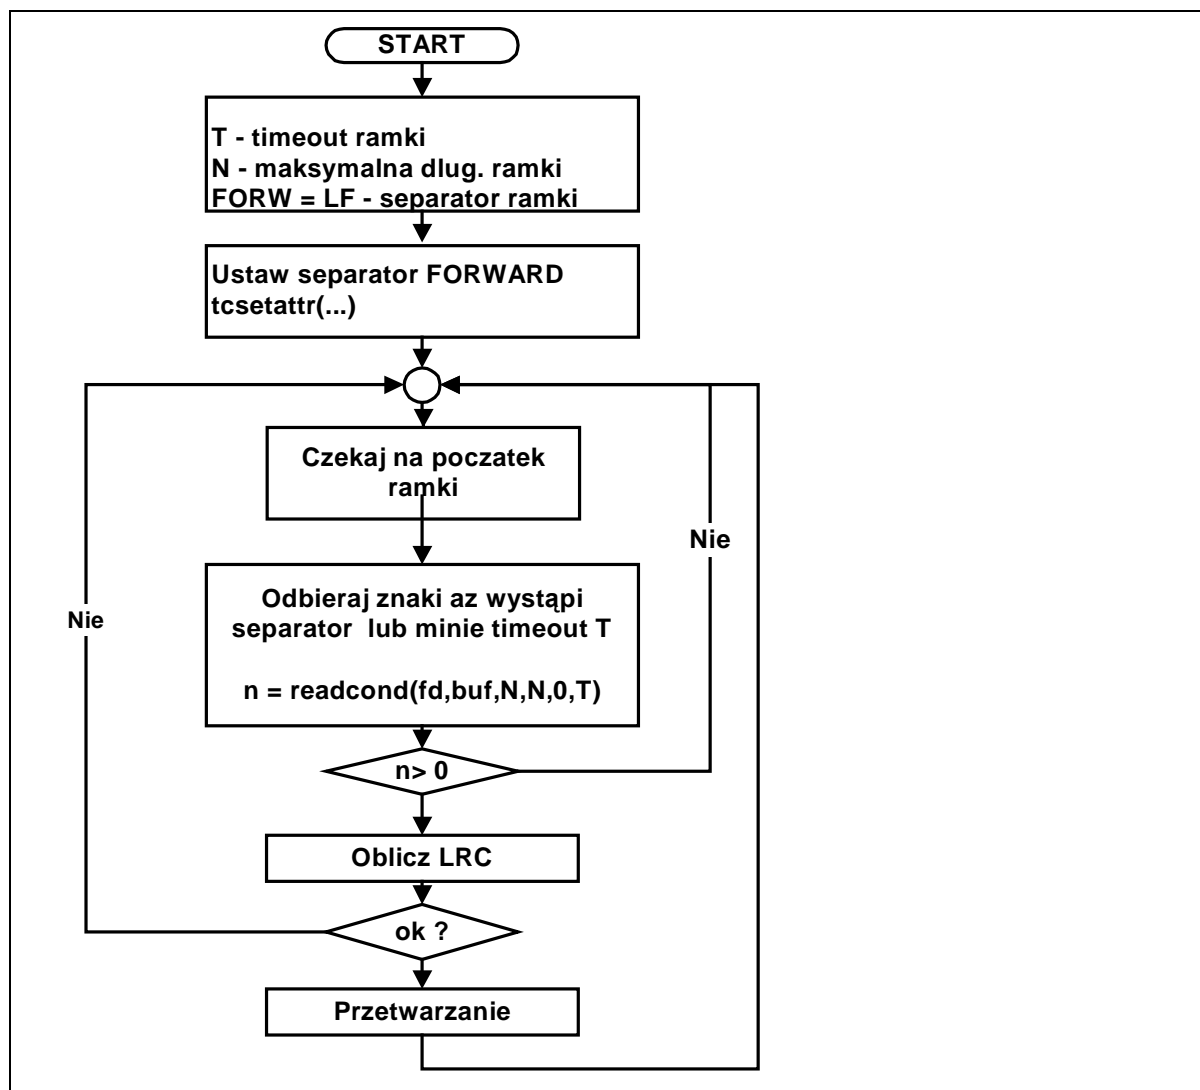 START
T - timeout ramki
N - maksymalna dlug. ramki
FORW = LF - separator ramki
Ustaw separator FORWARD
tcsetattr(...)
Czekaj na poczatek
ramki
Nie
Odbieraj znaki az wystąpi
separator lub minie timeout T
Nie
n = readcond(fd,buf,N,N,0,T)
n> 0
Oblicz LRC
ok ?
Przetwarzanie